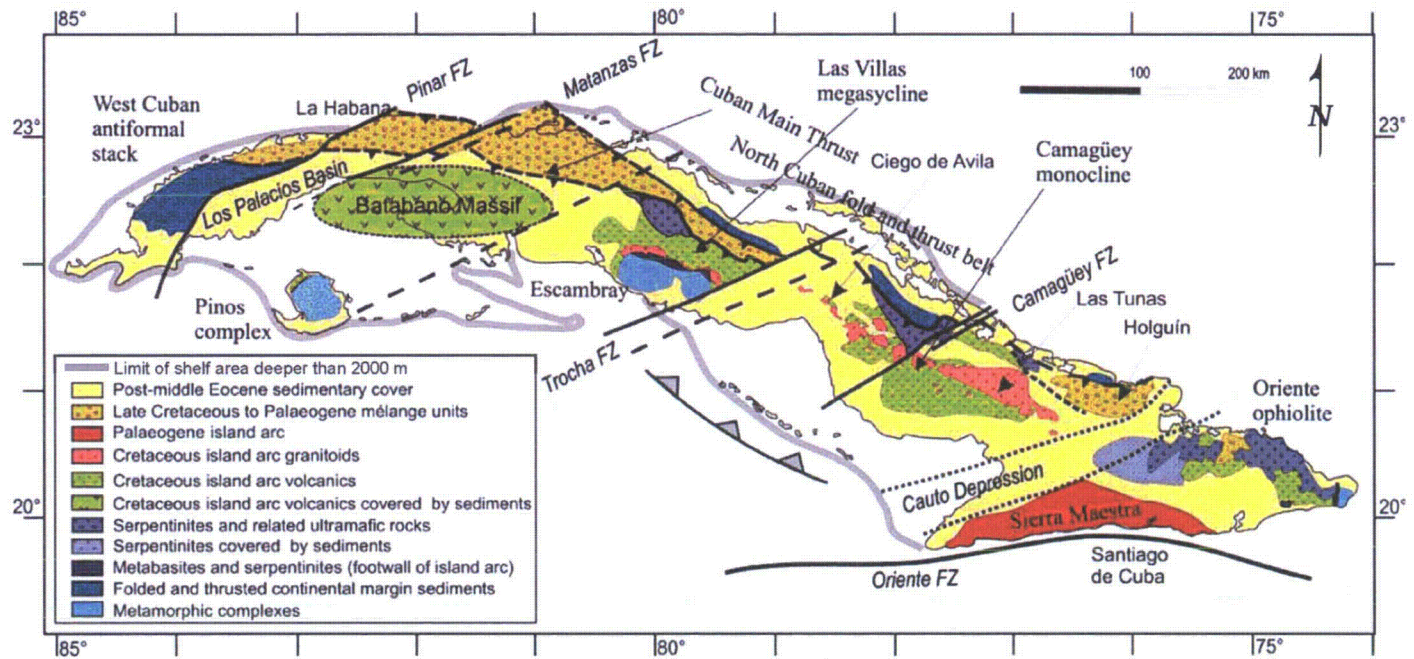 85°
80°
75°
Las Villas
megasycline
100
200 km
N
West Cuban
antiformal
stack
La Habana
Pinar FZ
Matanzas FZ
Cuban Main Thrust
North Cuban fold and thrust belt
Ciego de Avila
Camagüey
monocline
23°
23°
Los Palacios Basin
Batabanó Massif
Pinos
complex
Escambray
Trocha FZ
Camagüey FZ
Las Tunas
Holguín
Oriente
ophiolite
Cauto Depression
Sierra Maestra
Santiago
de Cuba
Oriente FZ
20°
20°
Limit of shelf area deeper than 2000 m
Post-middle Eocene sedimentary cover
Late Cretaceous to Palaeogene mélange units
Palaeogene island arc
Cretaceous island arc granitoids
Cretaceous island arc volcanics
Cretaceous island arc volcanics covered by sediments
Serpentinites and related ultramafic rocks
Serpentinites covered by sediments
Metabasites and serpentinites (footwall of island arc)
Folded and thrusted continental margin sediments
Metamorphic complexes
85°
80°
75°